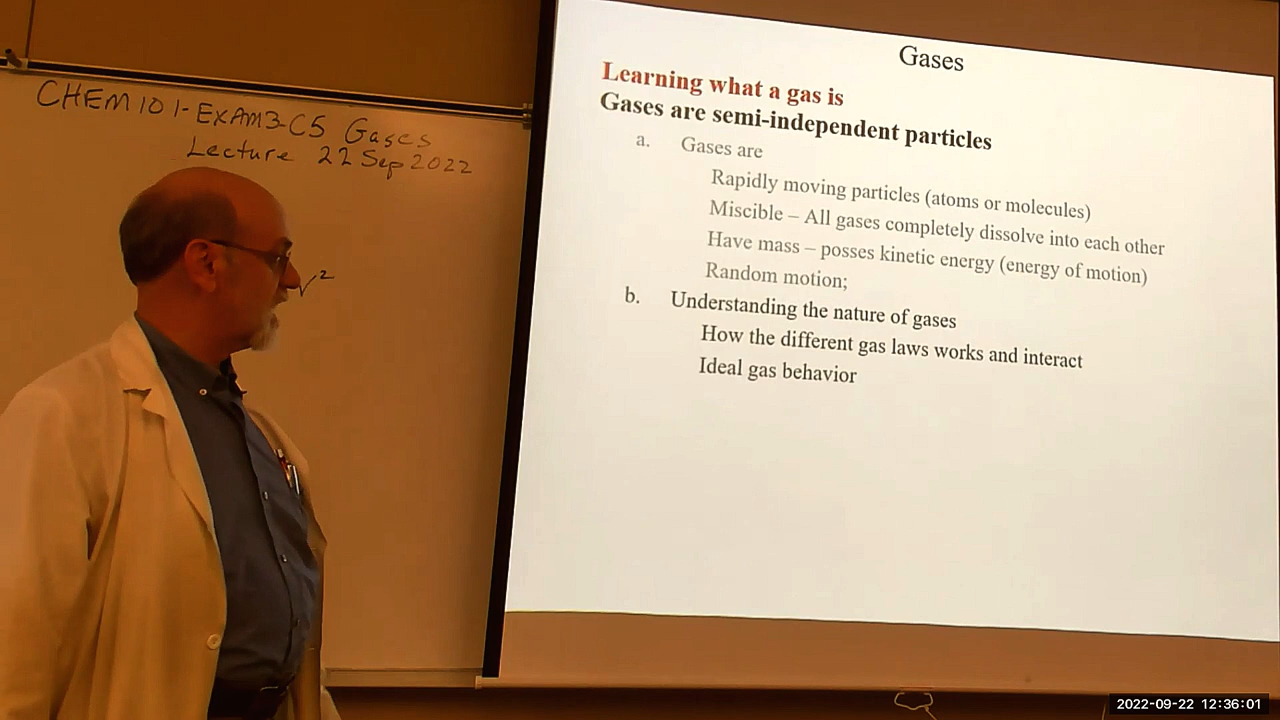 CHEM 101-EXAM3-C5 Gases
Lecture 22 Sep 2022
v²
Gases
Learning what a gas is
Gases are semi-independent particles
a. Gases are
Rapidly moving particles (atoms or molecules)
Miscible – All gases completely dissolve into each other
Have mass – posses kinetic energy (energy of motion)
Random motion;
b. Understanding the nature of gases
How the different gas laws works and interact
Ideal gas behavior
2022-09-22 12:36:01